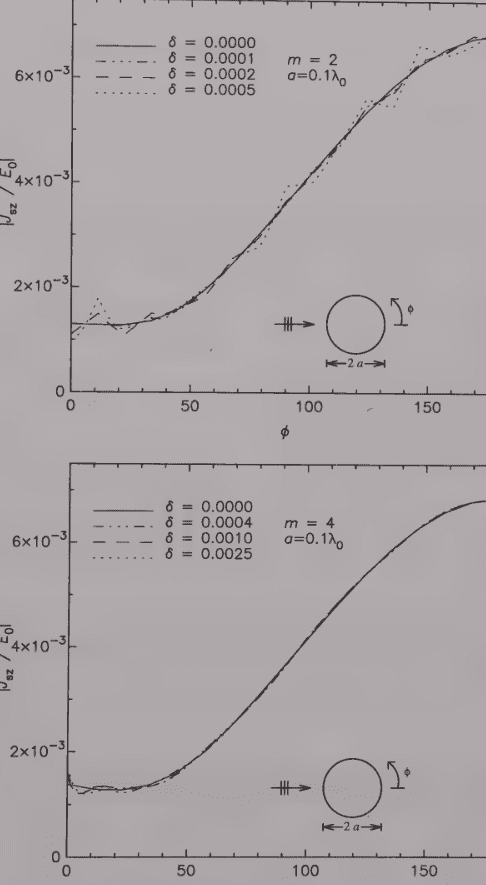 δ = 0.0000
δ = 0.0001
δ = 0.0002
δ = 0.0005
m = 2
a=0.1λ₀
6×10⁻³
4×10⁻³
2×10⁻³
0
|J_sz / E₀|
ϕ
2a
0 50 100 150
ϕ
δ = 0.0000
δ = 0.0004
δ = 0.0010
δ = 0.0025
m = 4
a=0.1λ₀
6×10⁻³
4×10⁻³
2×10⁻³
0
|J_sz / E₀|
ϕ
2a
0 50 100 150